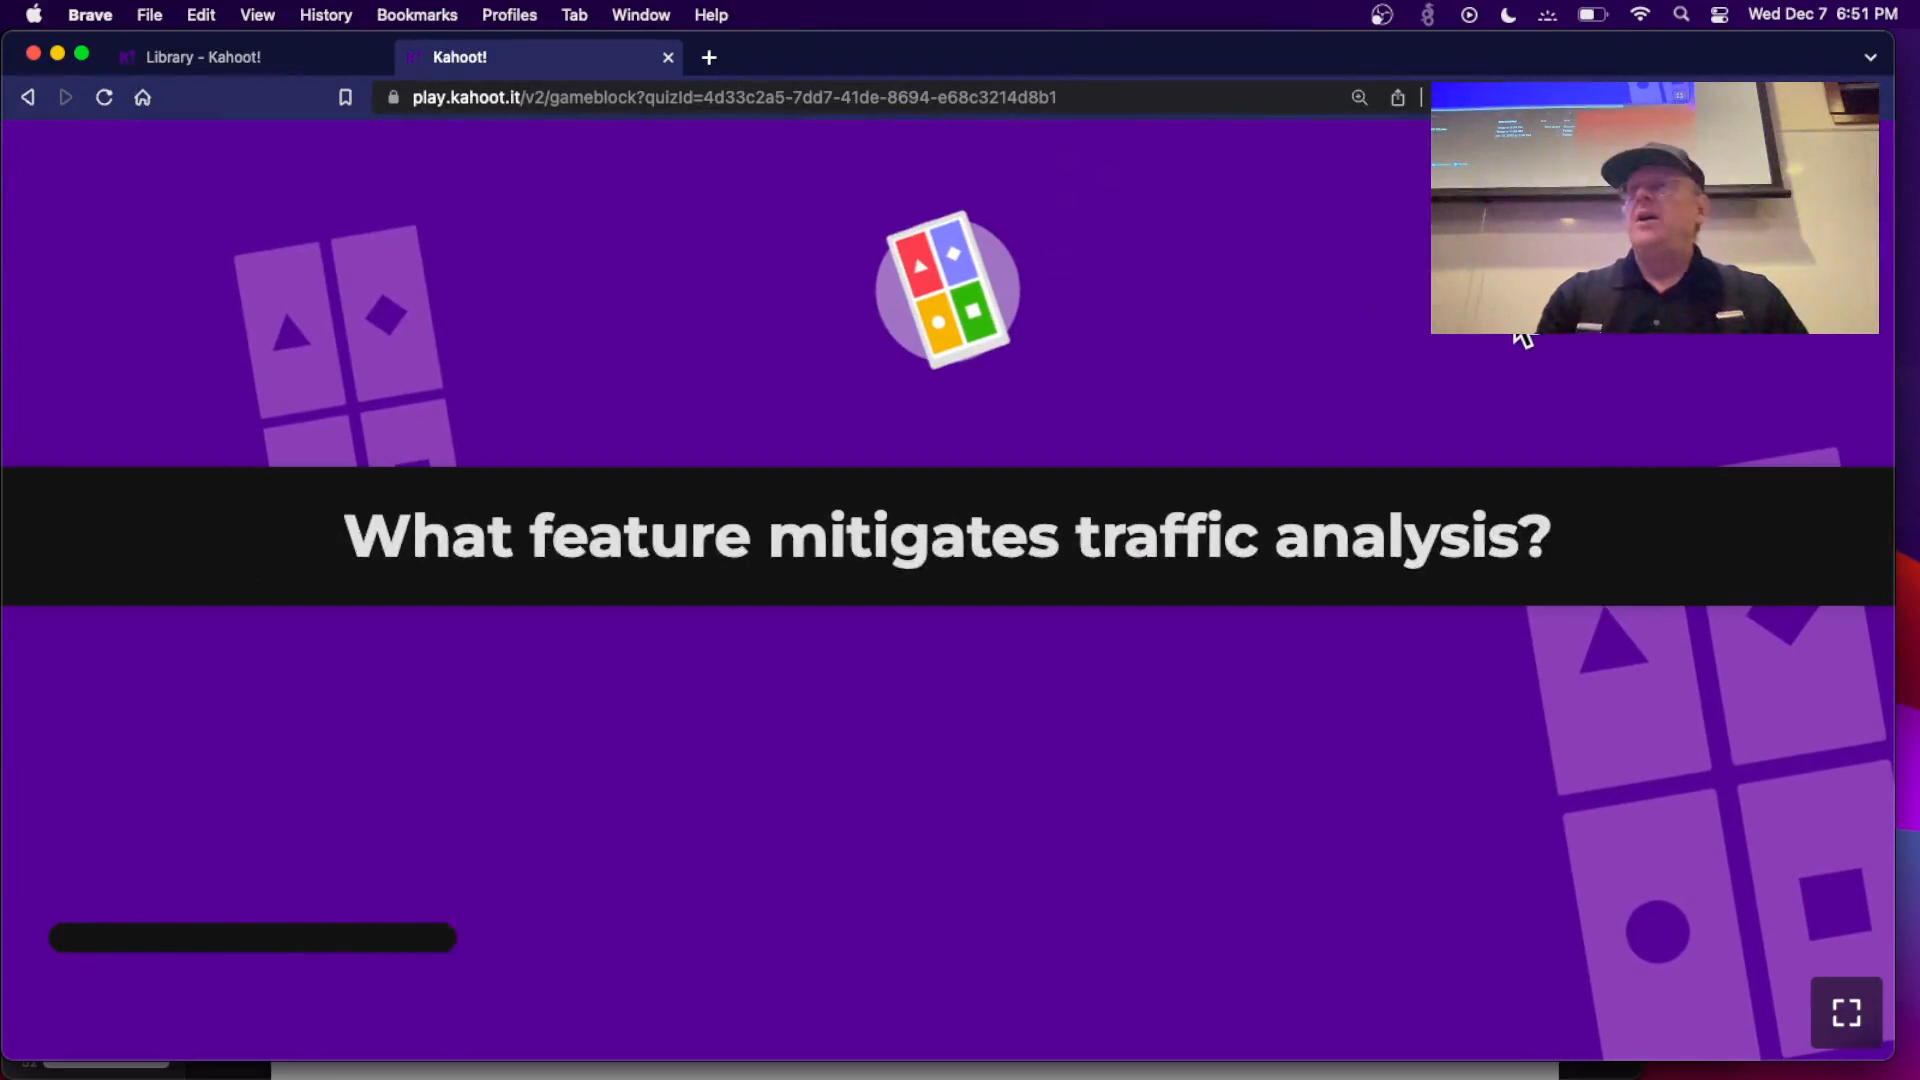 Brave File Edit View History Bookmarks Profiles Tab Window Help Wed Dec 7 6:51 PM
Library - Kahoot! Kahoot!
play.kahoot.it/v2/gameblock?quizId=4d33c2a5-7dd7-41de-8694-e68c3214d8b1
What feature mitigates traffic analysis?